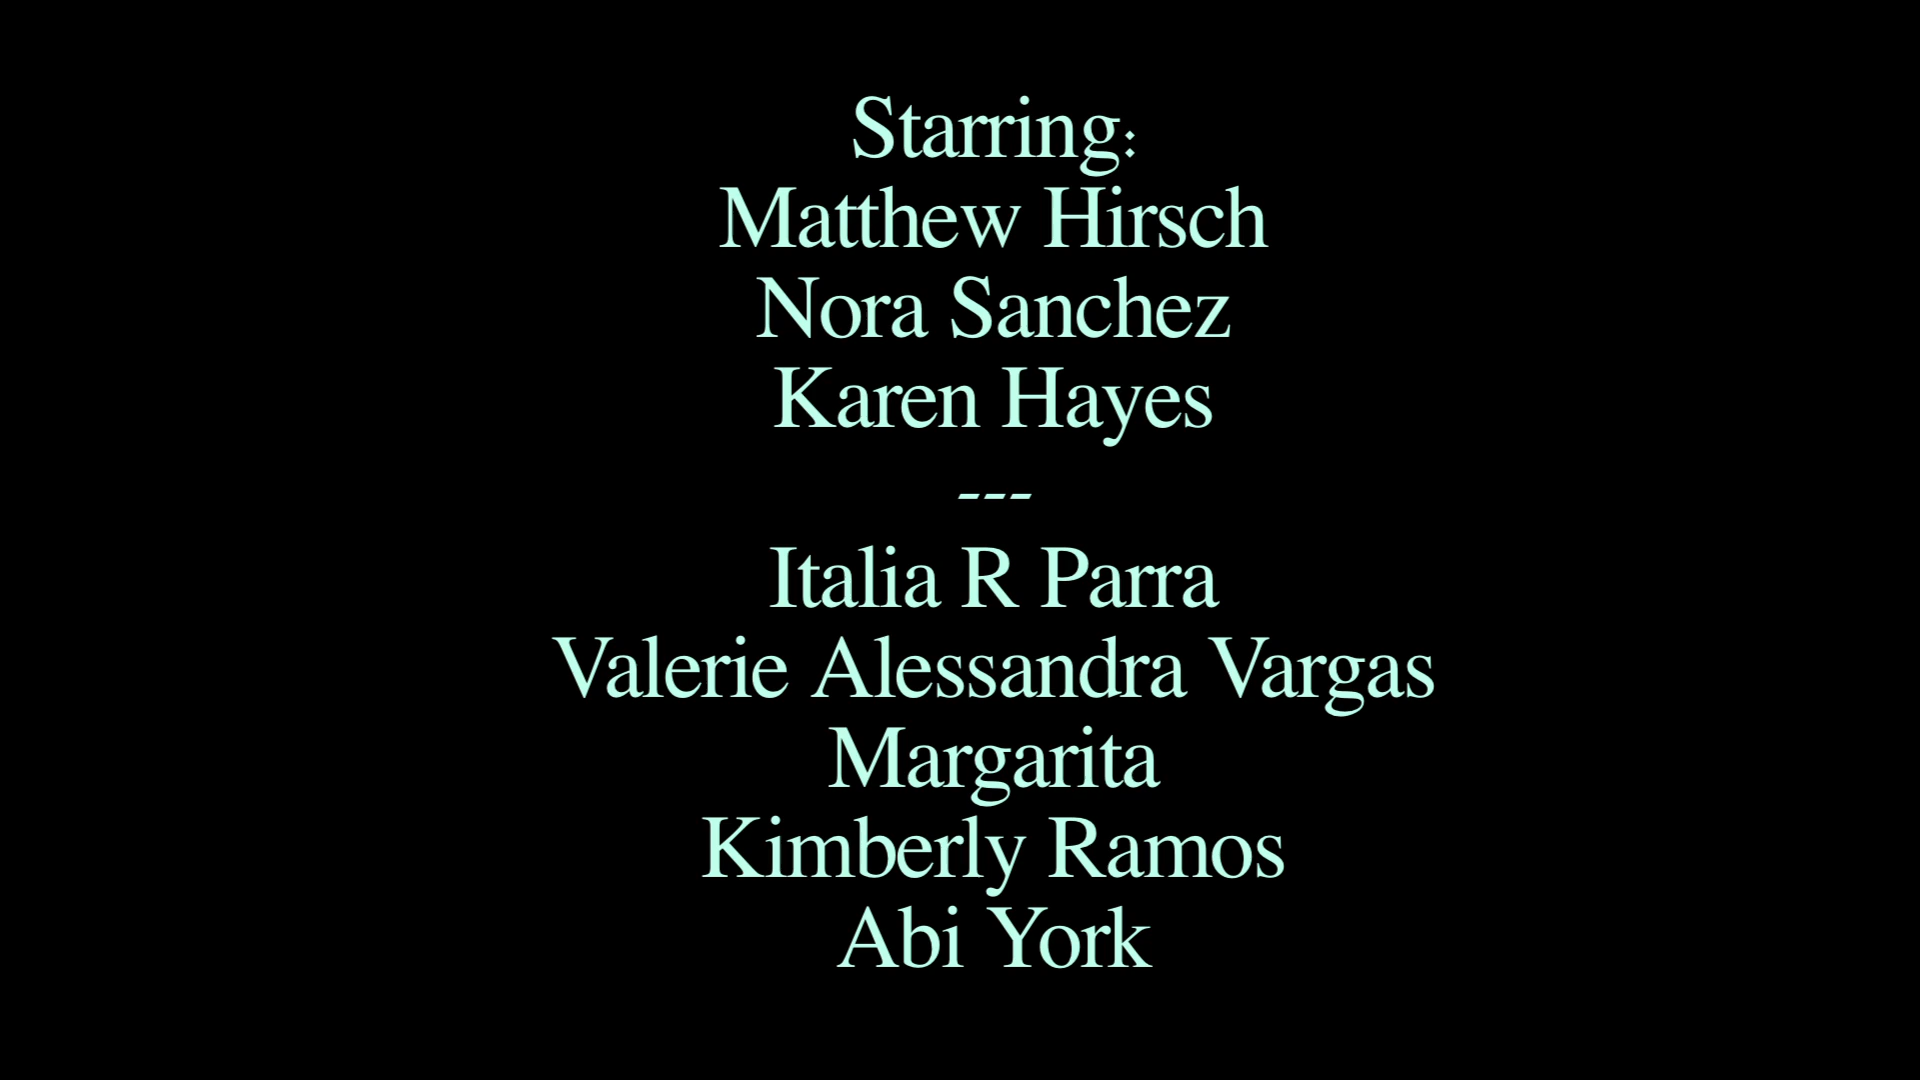 Starring:
Matthew Hirsch
Nora Sanchez
Karen Hayes
---
Italia R Parra
Valerie Alessandra Vargas
Margarita
Kimberly Ramos
Abi York